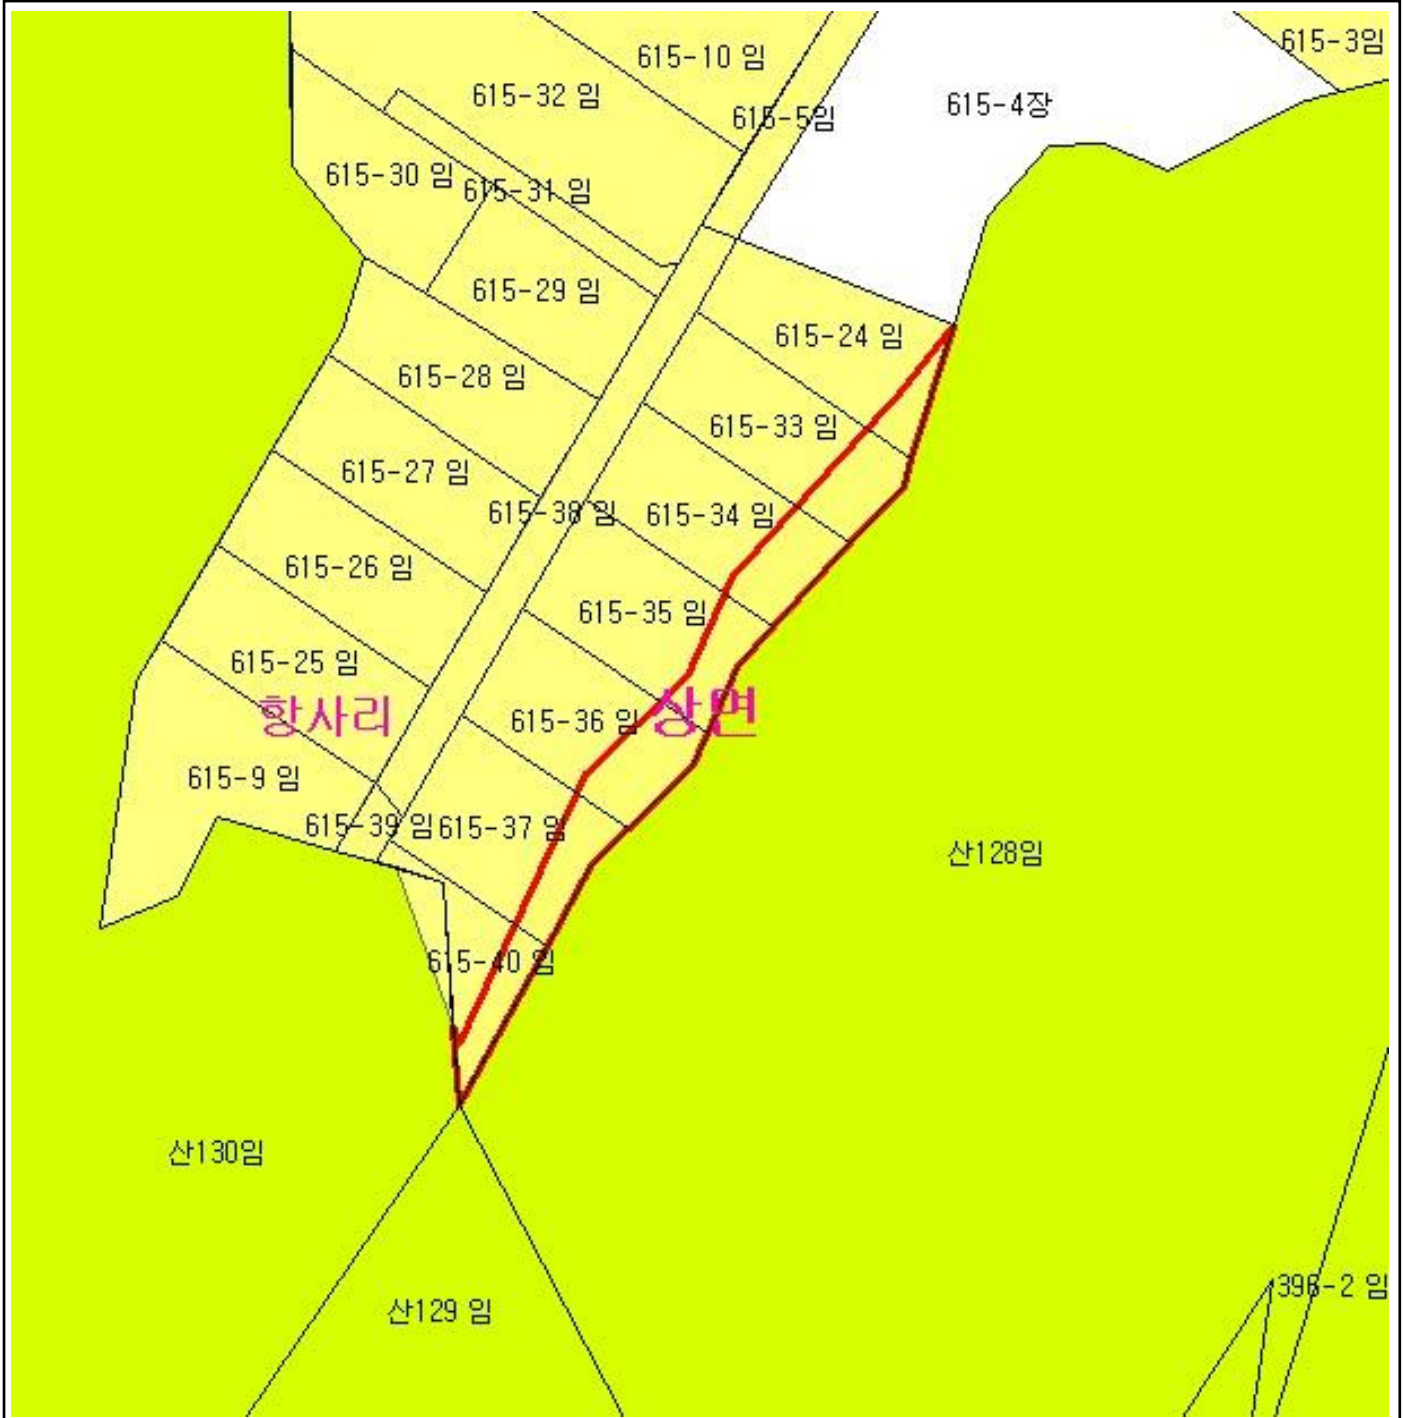 615-10 임
615-3임
615-32 임
615-4장
615-5임
615-30 임
615-31 임
615-29 임
615-24 임
615-28 임
615-33 임
615-27 임
615-38 임
615-34 임
615-26 임
615-35 임
615-25 임
항사리
615-36 임
상면
615-9 임
615-39 임
615-37 임
산128임
615-40 임
산130임
396-2 임
산129 임